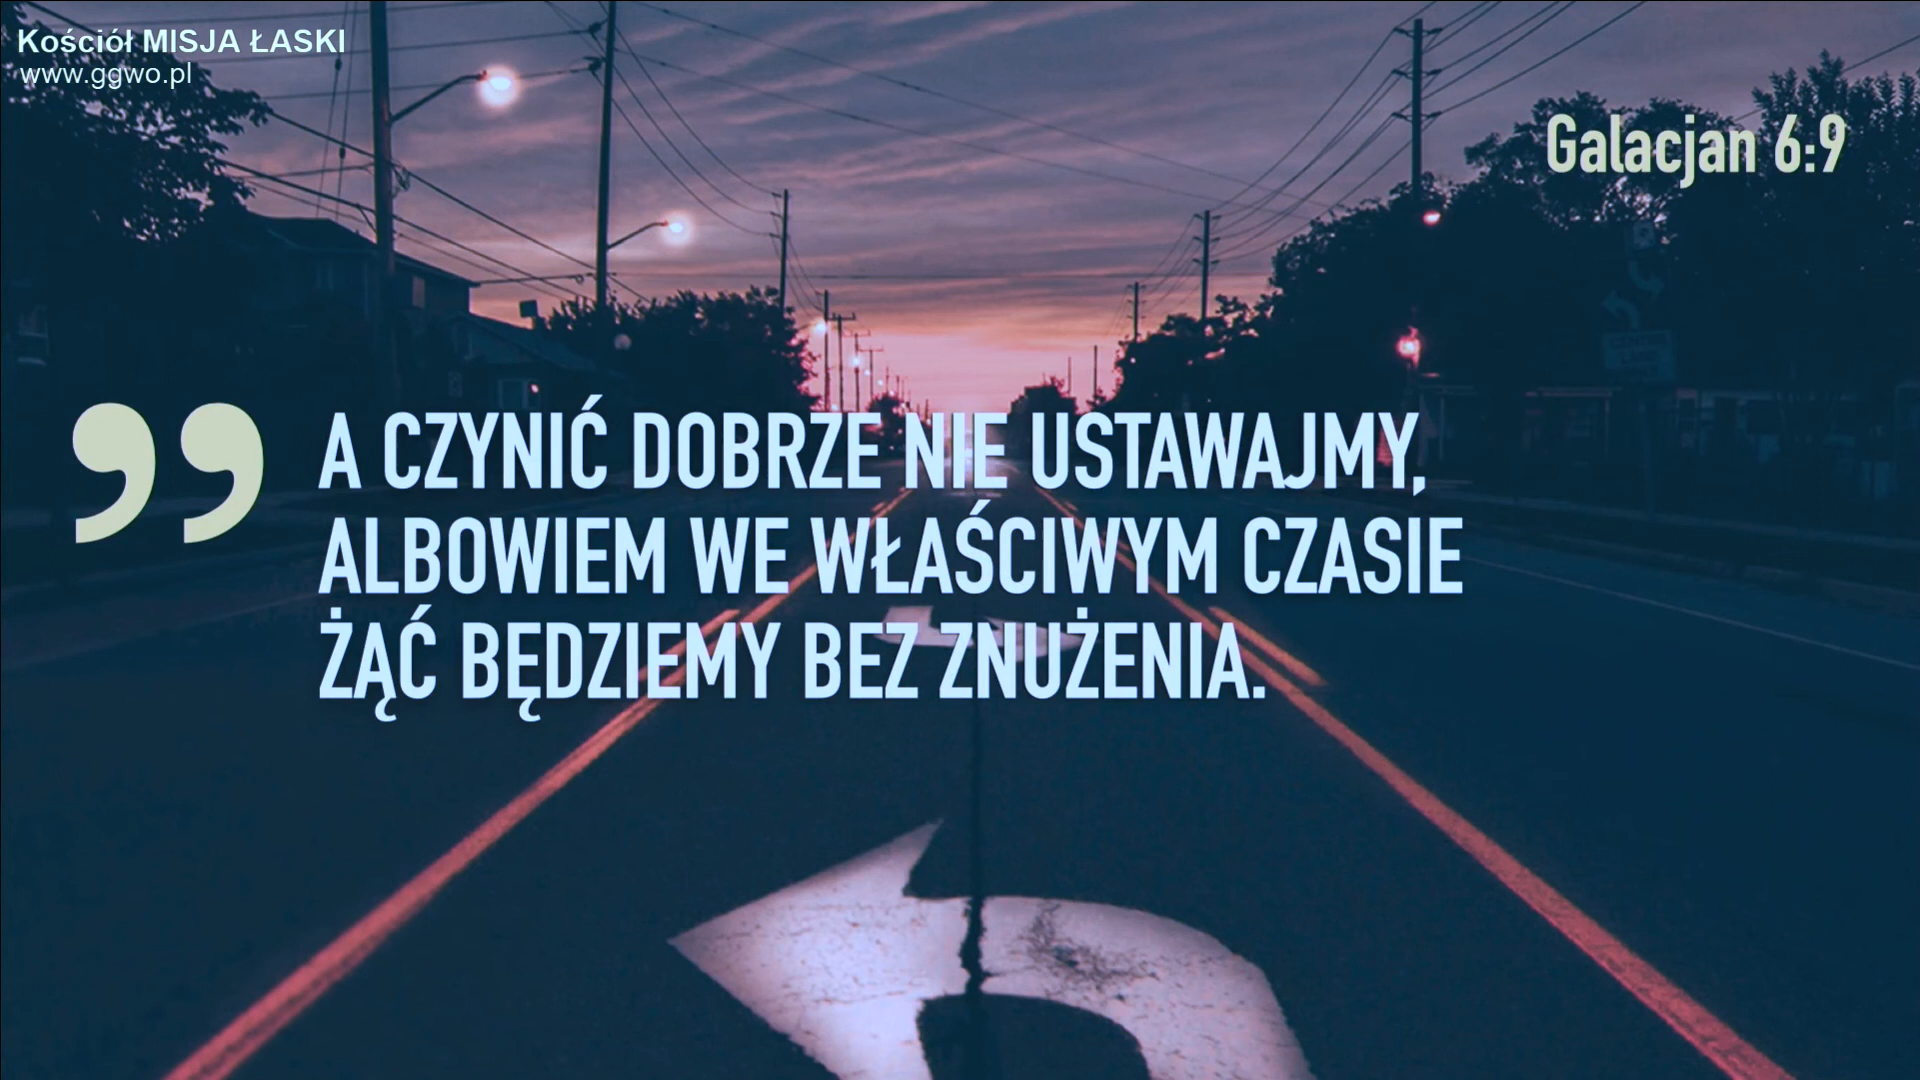 Kościół MISJA ŁASKI
www.ggwo.pl
Galacjan 6:9
” A CZYNIĆ DOBRZE NIE USTAWAJMY,
ALBOWIEM WE WŁAŚCIWYM CZASIE
ŻĄĆ BĘDZIEMY BEZ ZNUŻENIA.